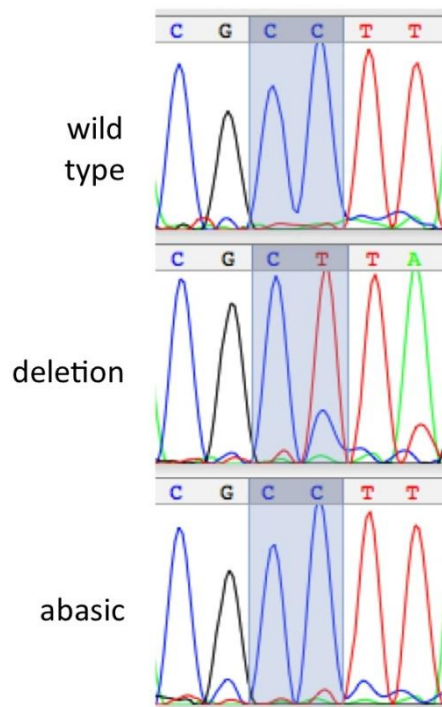 C G C C T T
wild
type
C G C T T A
deletion
C G C C T T
abasic